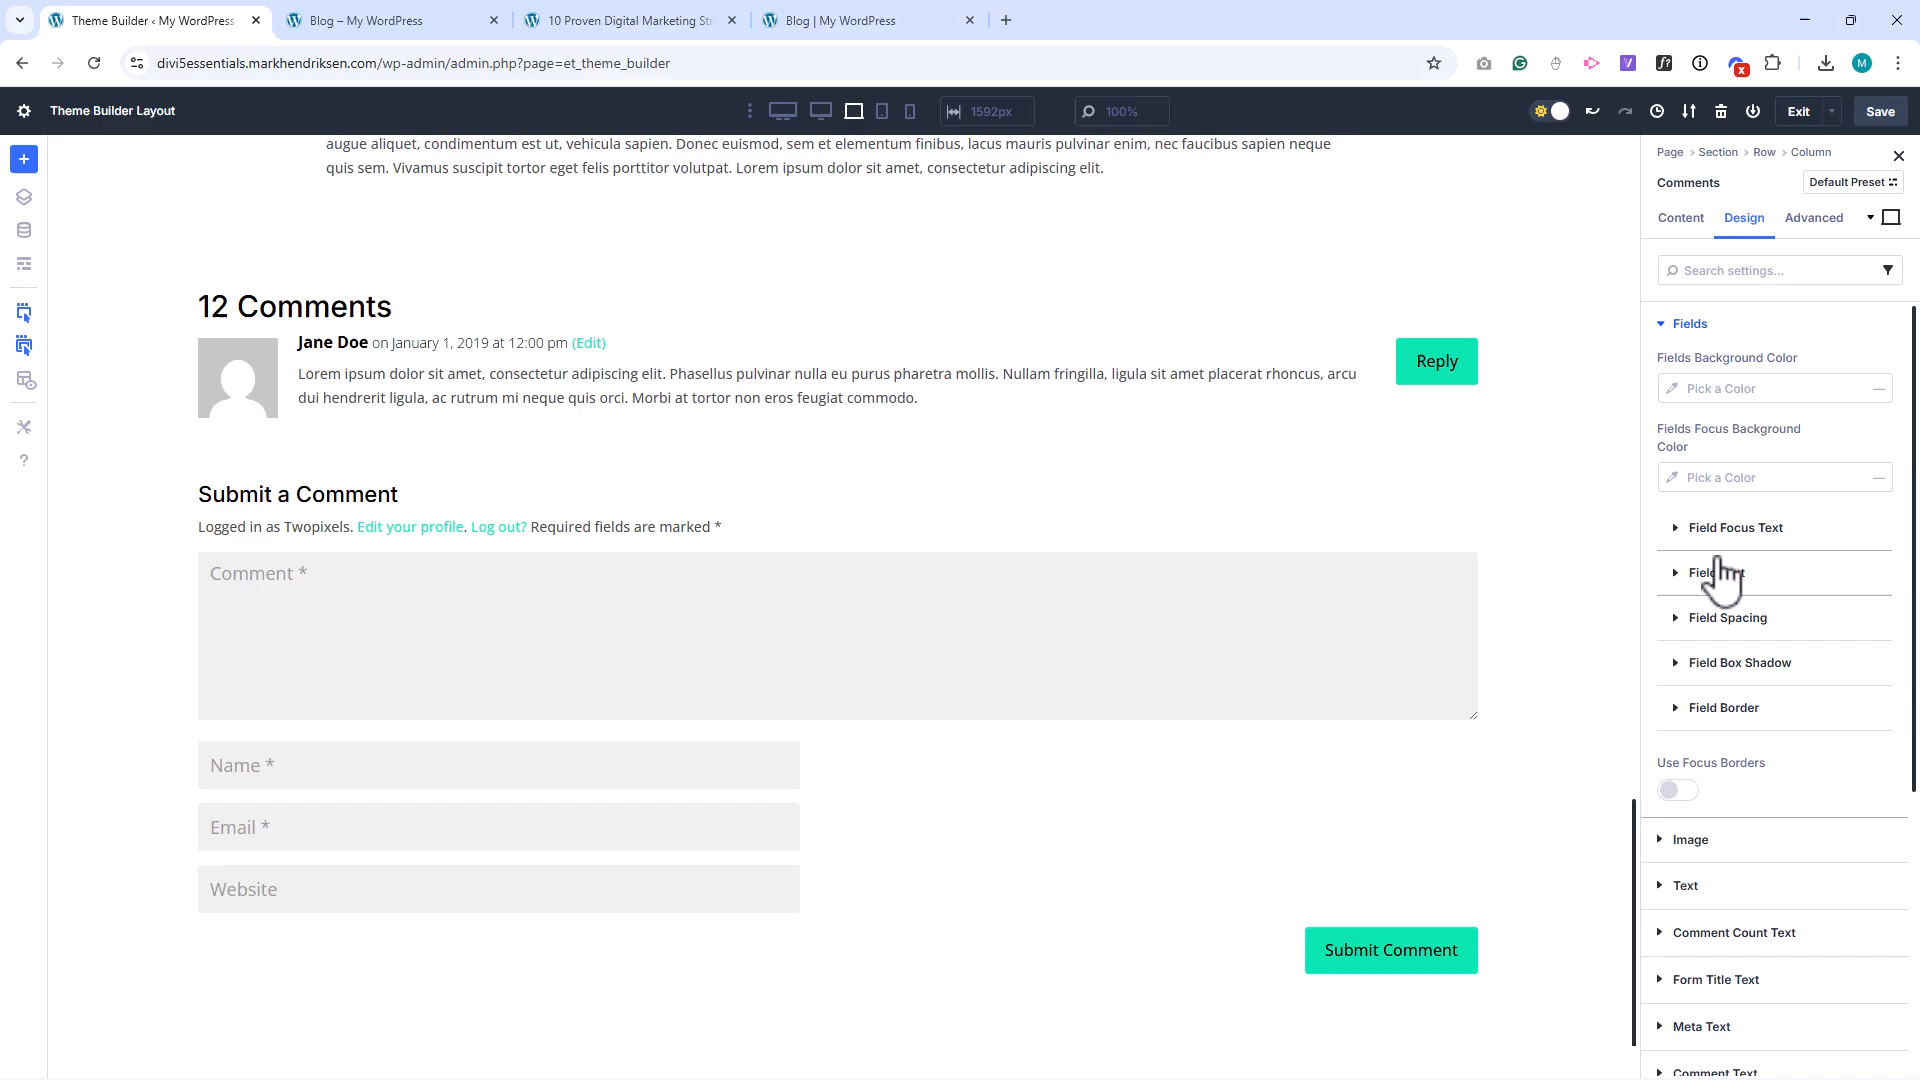 Theme Builder ‹ My WordPress
Blog – My WordPress
10 Proven Digital Marketing Str
Blog | My WordPress
divi5essentials.markhendriksen.com/wp-admin/admin.php?page=et_theme_builder
Theme Builder Layout
1592px
100%
Exit
Save
augue aliquet, condimentum est ut, vehicula sapien. Donec euismod, sem et elementum finibus, lacus mauris pulvinar enim, nec faucibus sapien neque
quis sem. Vivamus suscipit tortor eget felis porttitor volutpat. Lorem ipsum dolor sit amet, consectetur adipiscing elit.
12 Comments
Jane Doe on January 1, 2019 at 12:00 pm (Edit)
Lorem ipsum dolor sit amet, consectetur adipiscing elit. Phasellus pulvinar nulla eu purus pharetra mollis. Nullam fringilla, ligula sit amet placerat rhoncus, arcu
dui hendrerit ligula, ac rutrum mi neque quis orci. Morbi at tortor non eros feugiat commodo.
Reply
Submit a Comment
Logged in as Twopixels. Edit your profile. Log out? Required fields are marked *
Comment *
Name *
Email *
Website
Submit Comment
Page > Section > Row > Column
Comments
Default Preset
Content
Design
Advanced
Search settings...
Fields
Fields Background Color
Pick a Color
Fields Focus Background
Color
Pick a Color
Field Focus Text
Field
Field Spacing
Field Box Shadow
Field Border
Use Focus Borders
Image
Text
Comment Count Text
Form Title Text
Meta Text
Comment Text